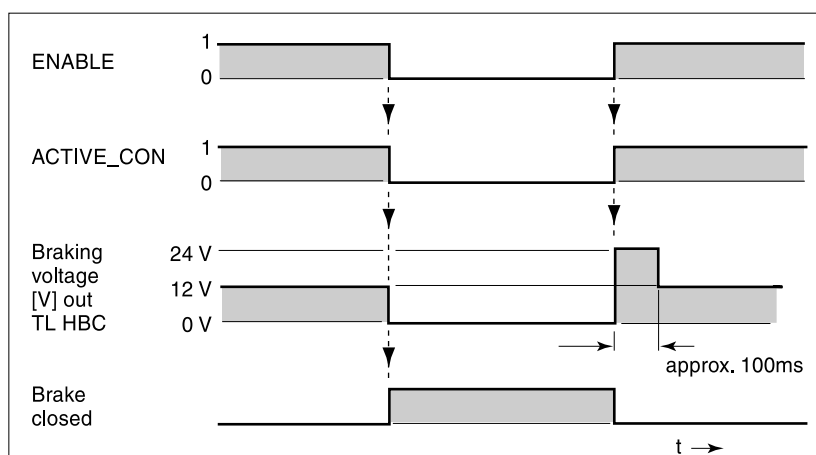 ENABLE
1
0
ACTIVE_CON
1
0
Braking
voltage
[V] out
TL HBC
24 V
12 V
0 V
approx. 100ms
Brake
closed
t